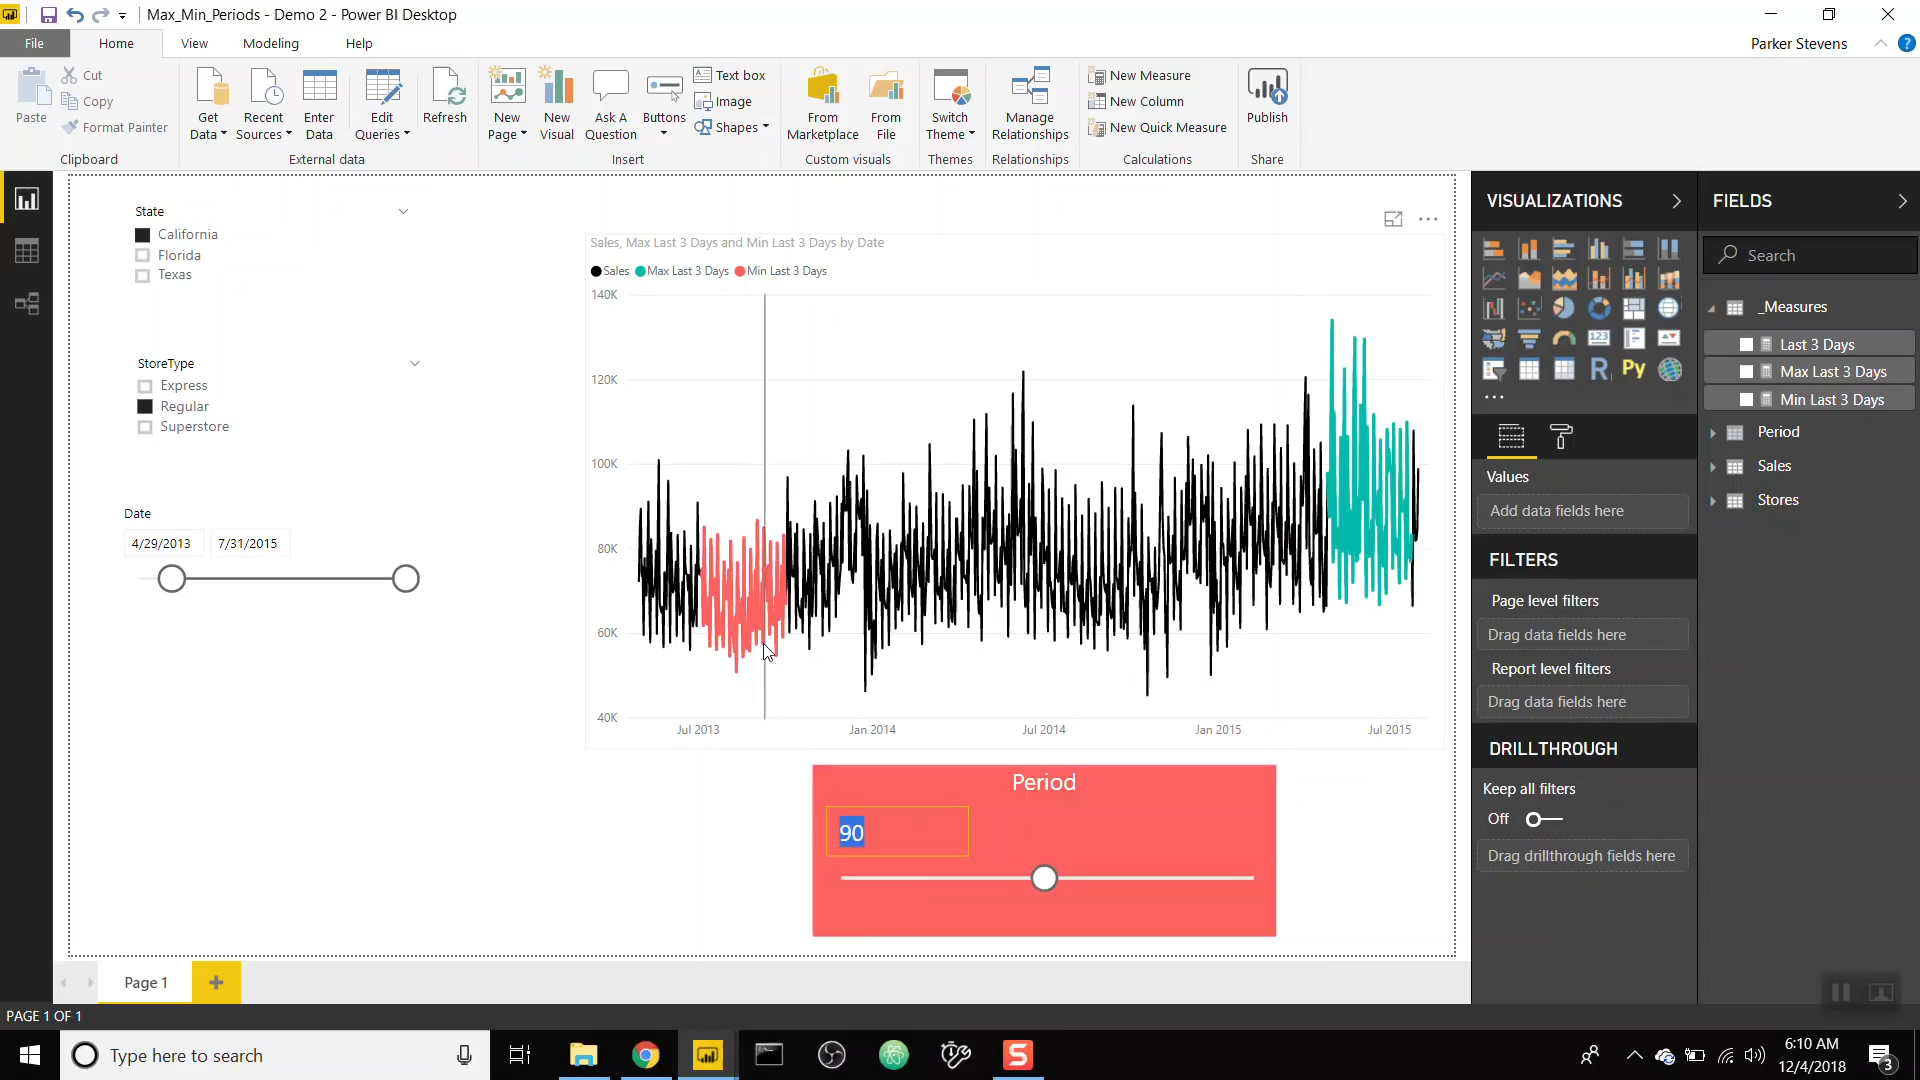 Max_Min_Periods - Demo 2 - Power BI Desktop
File
Home
View
Modeling
Help
Parker Stevens
?
Paste
Cut
Copy
Format Painter
Clipboard
Get
Data
Recent
Sources
Enter
Data
Edit
Queries
Refresh
External data
New
Page
New
Visual
Ask A
Question
Buttons
Text box
Image
Shapes
Insert
From
Marketplace
From
File
Custom visuals
Switch
Theme
Themes
Manage
Relationships
Relationships
New Measure
New Column
New Quick Measure
Calculations
Publish
Share
State
California
Florida
Texas
StoreType
Express
Regular
Superstore
Date
4/29/2013
7/31/2015
Sales, Max Last 3 Days and Min Last 3 Days by Date
Sales
Max Last 3 Days
Min Last 3 Days
140K
120K
100K
80K
60K
40K
Jul 2013
Jan 2014
Jul 2014
Jan 2015
Jul 2015
Period
90
VISUALIZATIONS
123
R
Py
Values
Add data fields here
FILTERS
Page level filters
Drag data fields here
Report level filters
Drag data fields here
DRILLTHROUGH
Keep all filters
Off
Drag drillthrough fields here
FIELDS
Search
_Measures
Last 3 Days
Max Last 3 Days
Min Last 3 Days
Period
Sales
Stores
Page 1
PAGE 1 OF 1
Type here to search
S
6:10 AM
12/4/2018
3